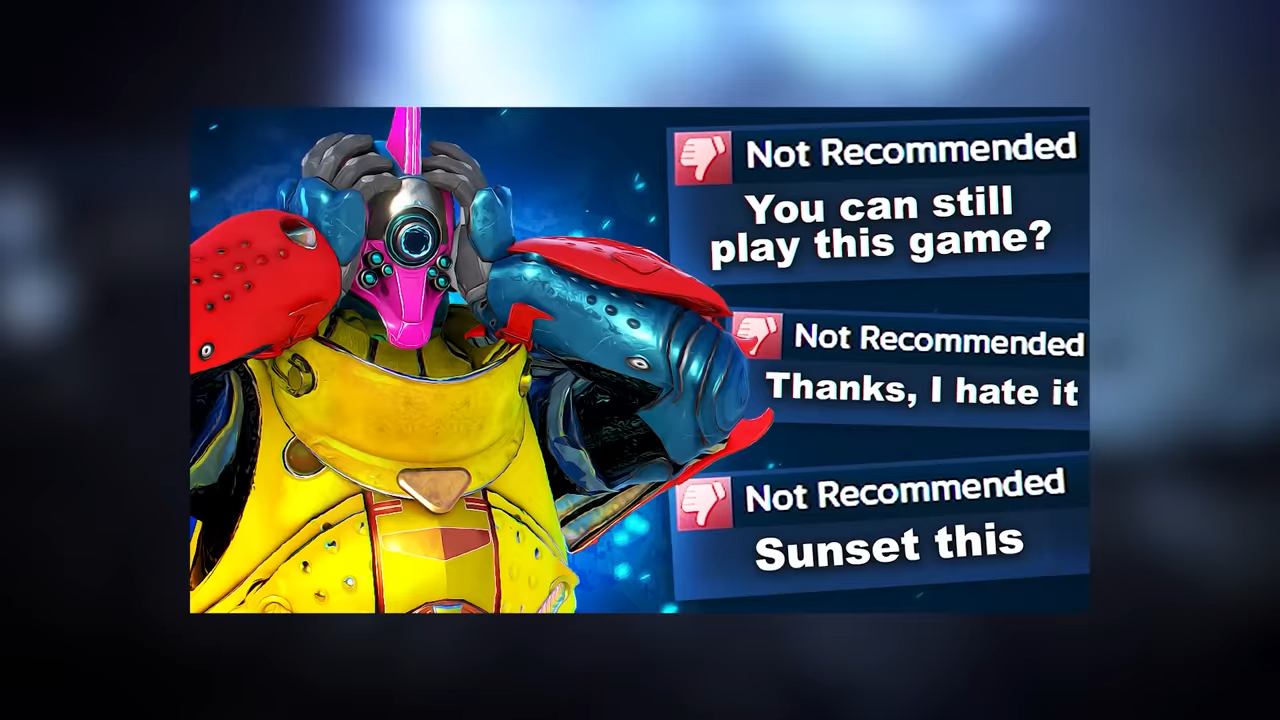 Not Recommended
You can still
play this game?
Not Recommended
Thanks, I hate it
Not Recommended
Sunset this